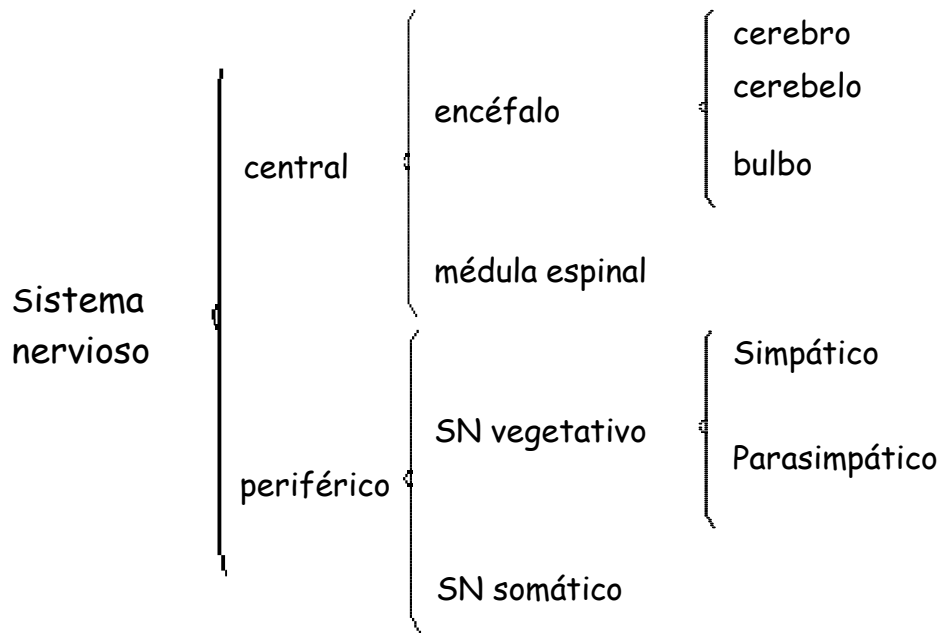 Sistema
nervioso
central
encéfalo
cerebro
cerebelo
bulbo
médula espinal
periférico
SN vegetativo
Simpático
Parasimpático
SN somático